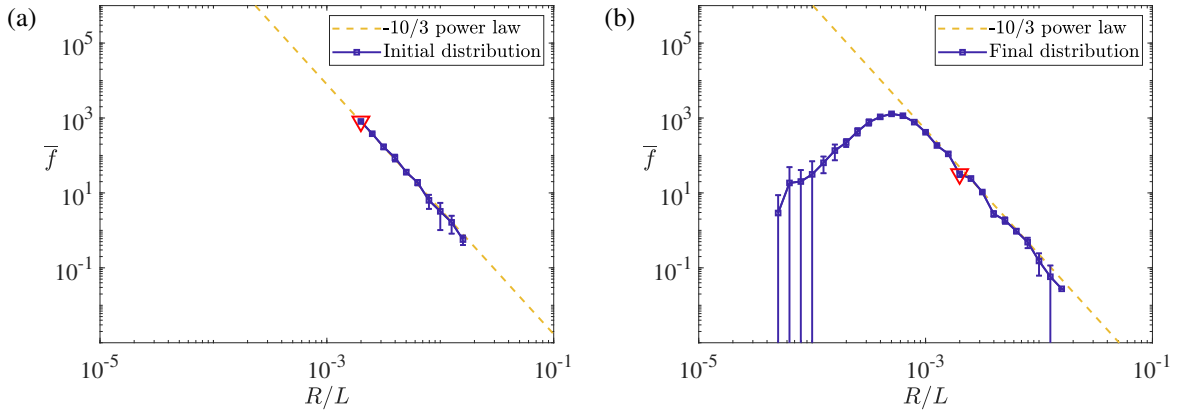 (a)
-10/3 power law
Initial distribution
10^5
10^3
10^1
10^-1
f̅
10^-5
10^-3
10^-1
R/L
(b)
-10/3 power law
Final distribution
10^5
10^3
10^1
10^-1
f̅
10^-5
10^-3
10^-1
R/L